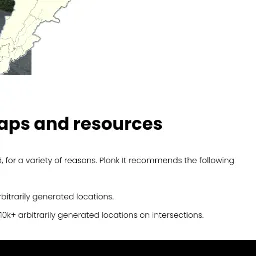 aps and resources
, for a variety of reasons. Plonk It recommends the following
rbitrarily generated locations.
10k+ arbitrarily generated locations on intersections.